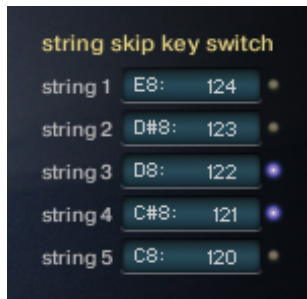 string skip key switch
string 1 E8: 124
string 2 D#8: 123
string 3 D8: 122
string 4 C#8: 121
string 5 C8: 120